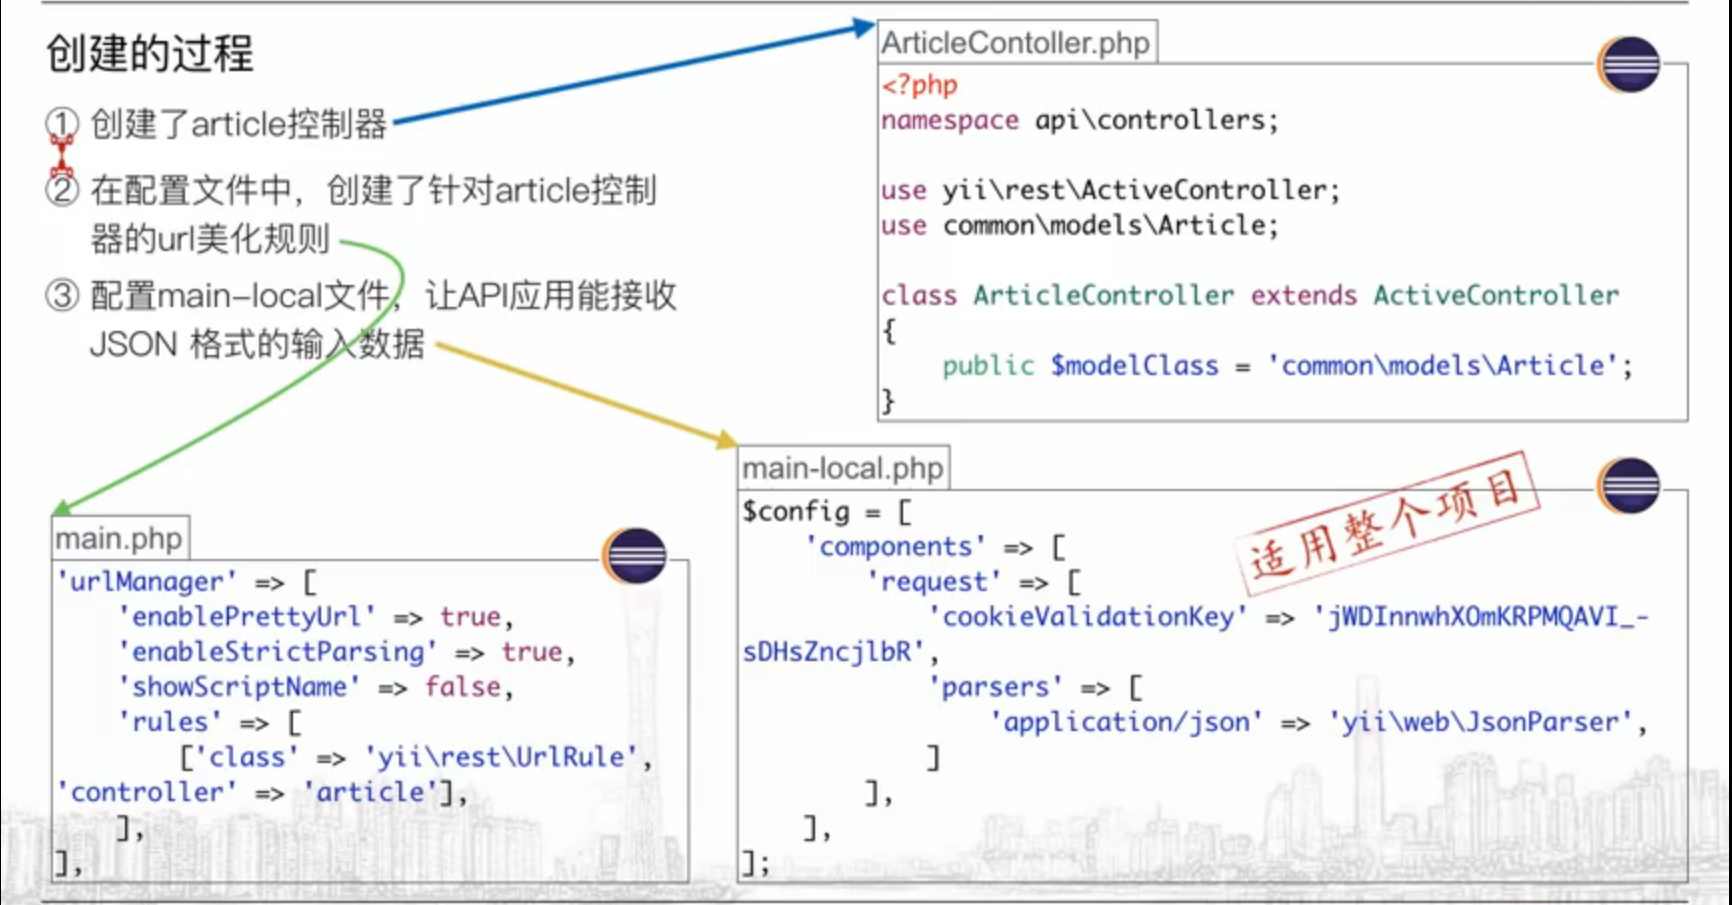 创建的过程
① 创建了article控制器
② 在配置文件中，创建了针对article控制
器的url美化规则
③ 配置main-local文件，让API应用能接收
JSON 格式的输入数据
ArticleContoller.php
<?php
namespace api\controllers;
use yii\rest\ActiveController;
use common\models\Article;
class ArticleController extends ActiveController
{
    public $modelClass = 'common\models\Article';
}
main.php
'urlManager' => [
    'enablePrettyUrl' => true,
    'enableStrictParsing' => true,
    'showScriptName' => false,
    'rules' => [
        ['class' => 'yii\rest\UrlRule',
'controller' => 'article'],
    ],
],
main-local.php
适用整个项目
$config = [
    'components' => [
        'request' => [
            'cookieValidationKey' => 'jWDInnwhXOmKRPMQAVI_-
sDHsZncjlbR',
            'parsers' => [
                'application/json' => 'yii\web\JsonParser',
            ]
        ],
    ],
];